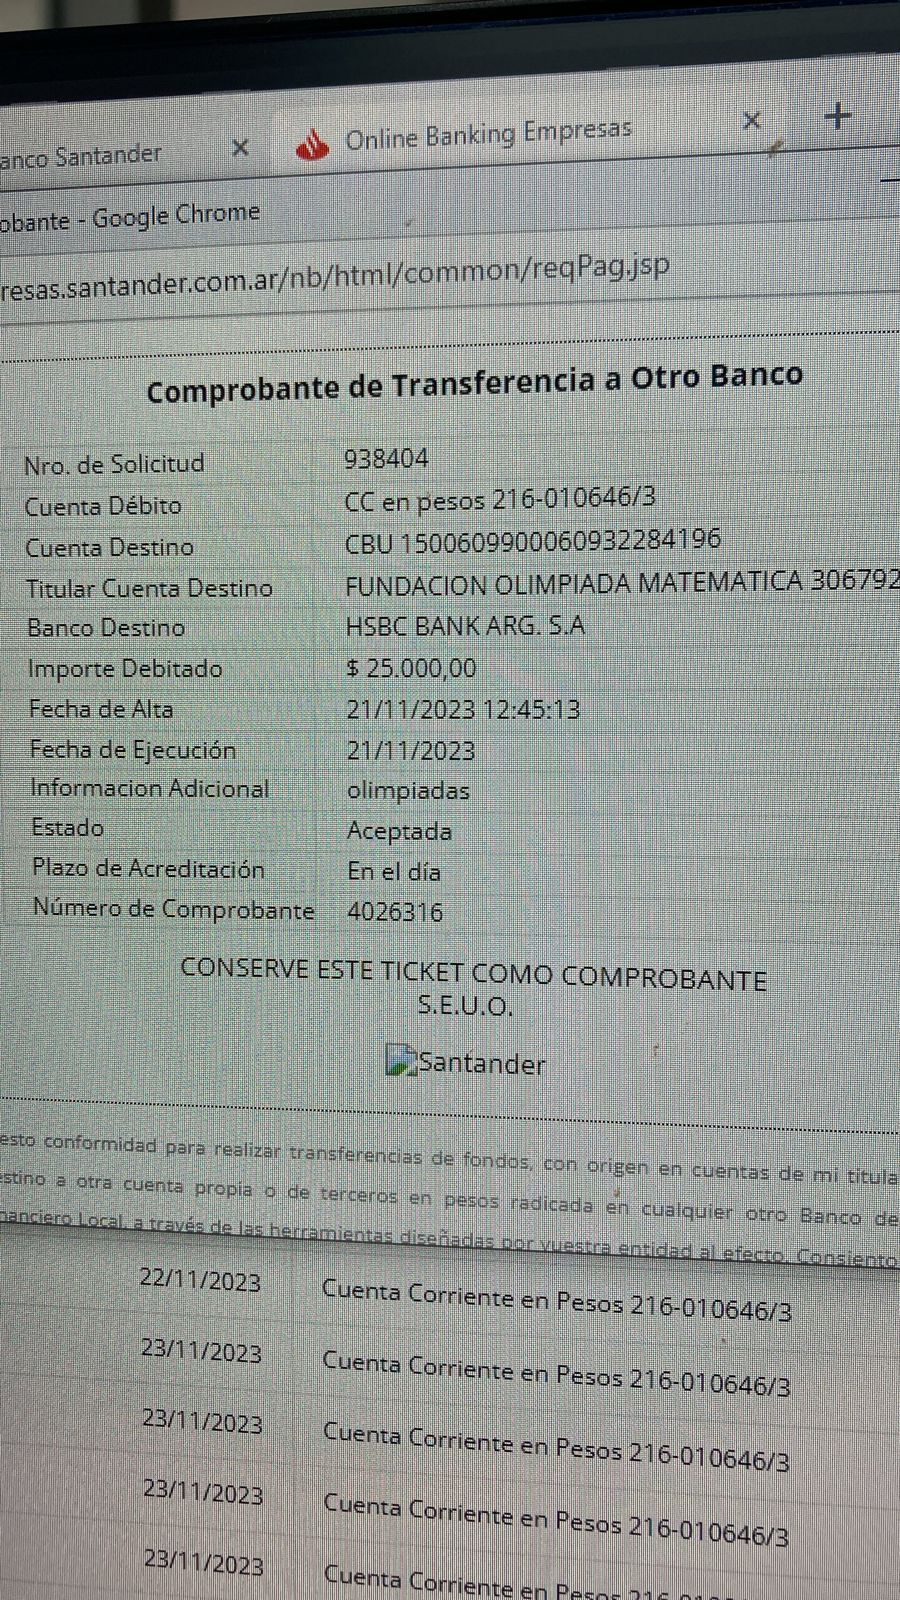 anco Santander
Online Banking Empresas
obante - Google Chrome
resas.santander.com.ar/nb/html/common/reqPag.jsp
Comprobante de Transferencia a Otro Banco
Nro. de Solicitud 938404
Cuenta Débito CC en pesos 216-010646/3
Cuenta Destino CBU 1500609900060932284196
Titular Cuenta Destino FUNDACION OLIMPIADA MATEMATICA 306792
Banco Destino HSBC BANK ARG. S.A
Importe Debitado $ 25.000,00
Fecha de Alta 21/11/2023 12:45:13
Fecha de Ejecución 21/11/2023
Informacion Adicional olimpiadas
Estado Aceptada
Plazo de Acreditación En el día
Número de Comprobante 4026316
CONSERVE ESTE TICKET COMO COMPROBANTE
S.E.U.O.
Santander
esto conformidad para realizar transferencias de fondos, con origen en cuentas de mi titula
estino a otra cuenta propia o de terceros en pesos radicada en cualquier otro Banco de
nanciero Local, a través de las herramientas diseñadas por vuestra entidad al efecto. Consiento
22/11/2023 Cuenta Corriente en Pesos 216-010646/3
23/11/2023 Cuenta Corriente en Pesos 216-010646/3
23/11/2023 Cuenta Corriente en Pesos 216-010646/3
23/11/2023 Cuenta Corriente en Pesos 216-010646/3
23/11/2023 Cuenta Corriente en Pesos